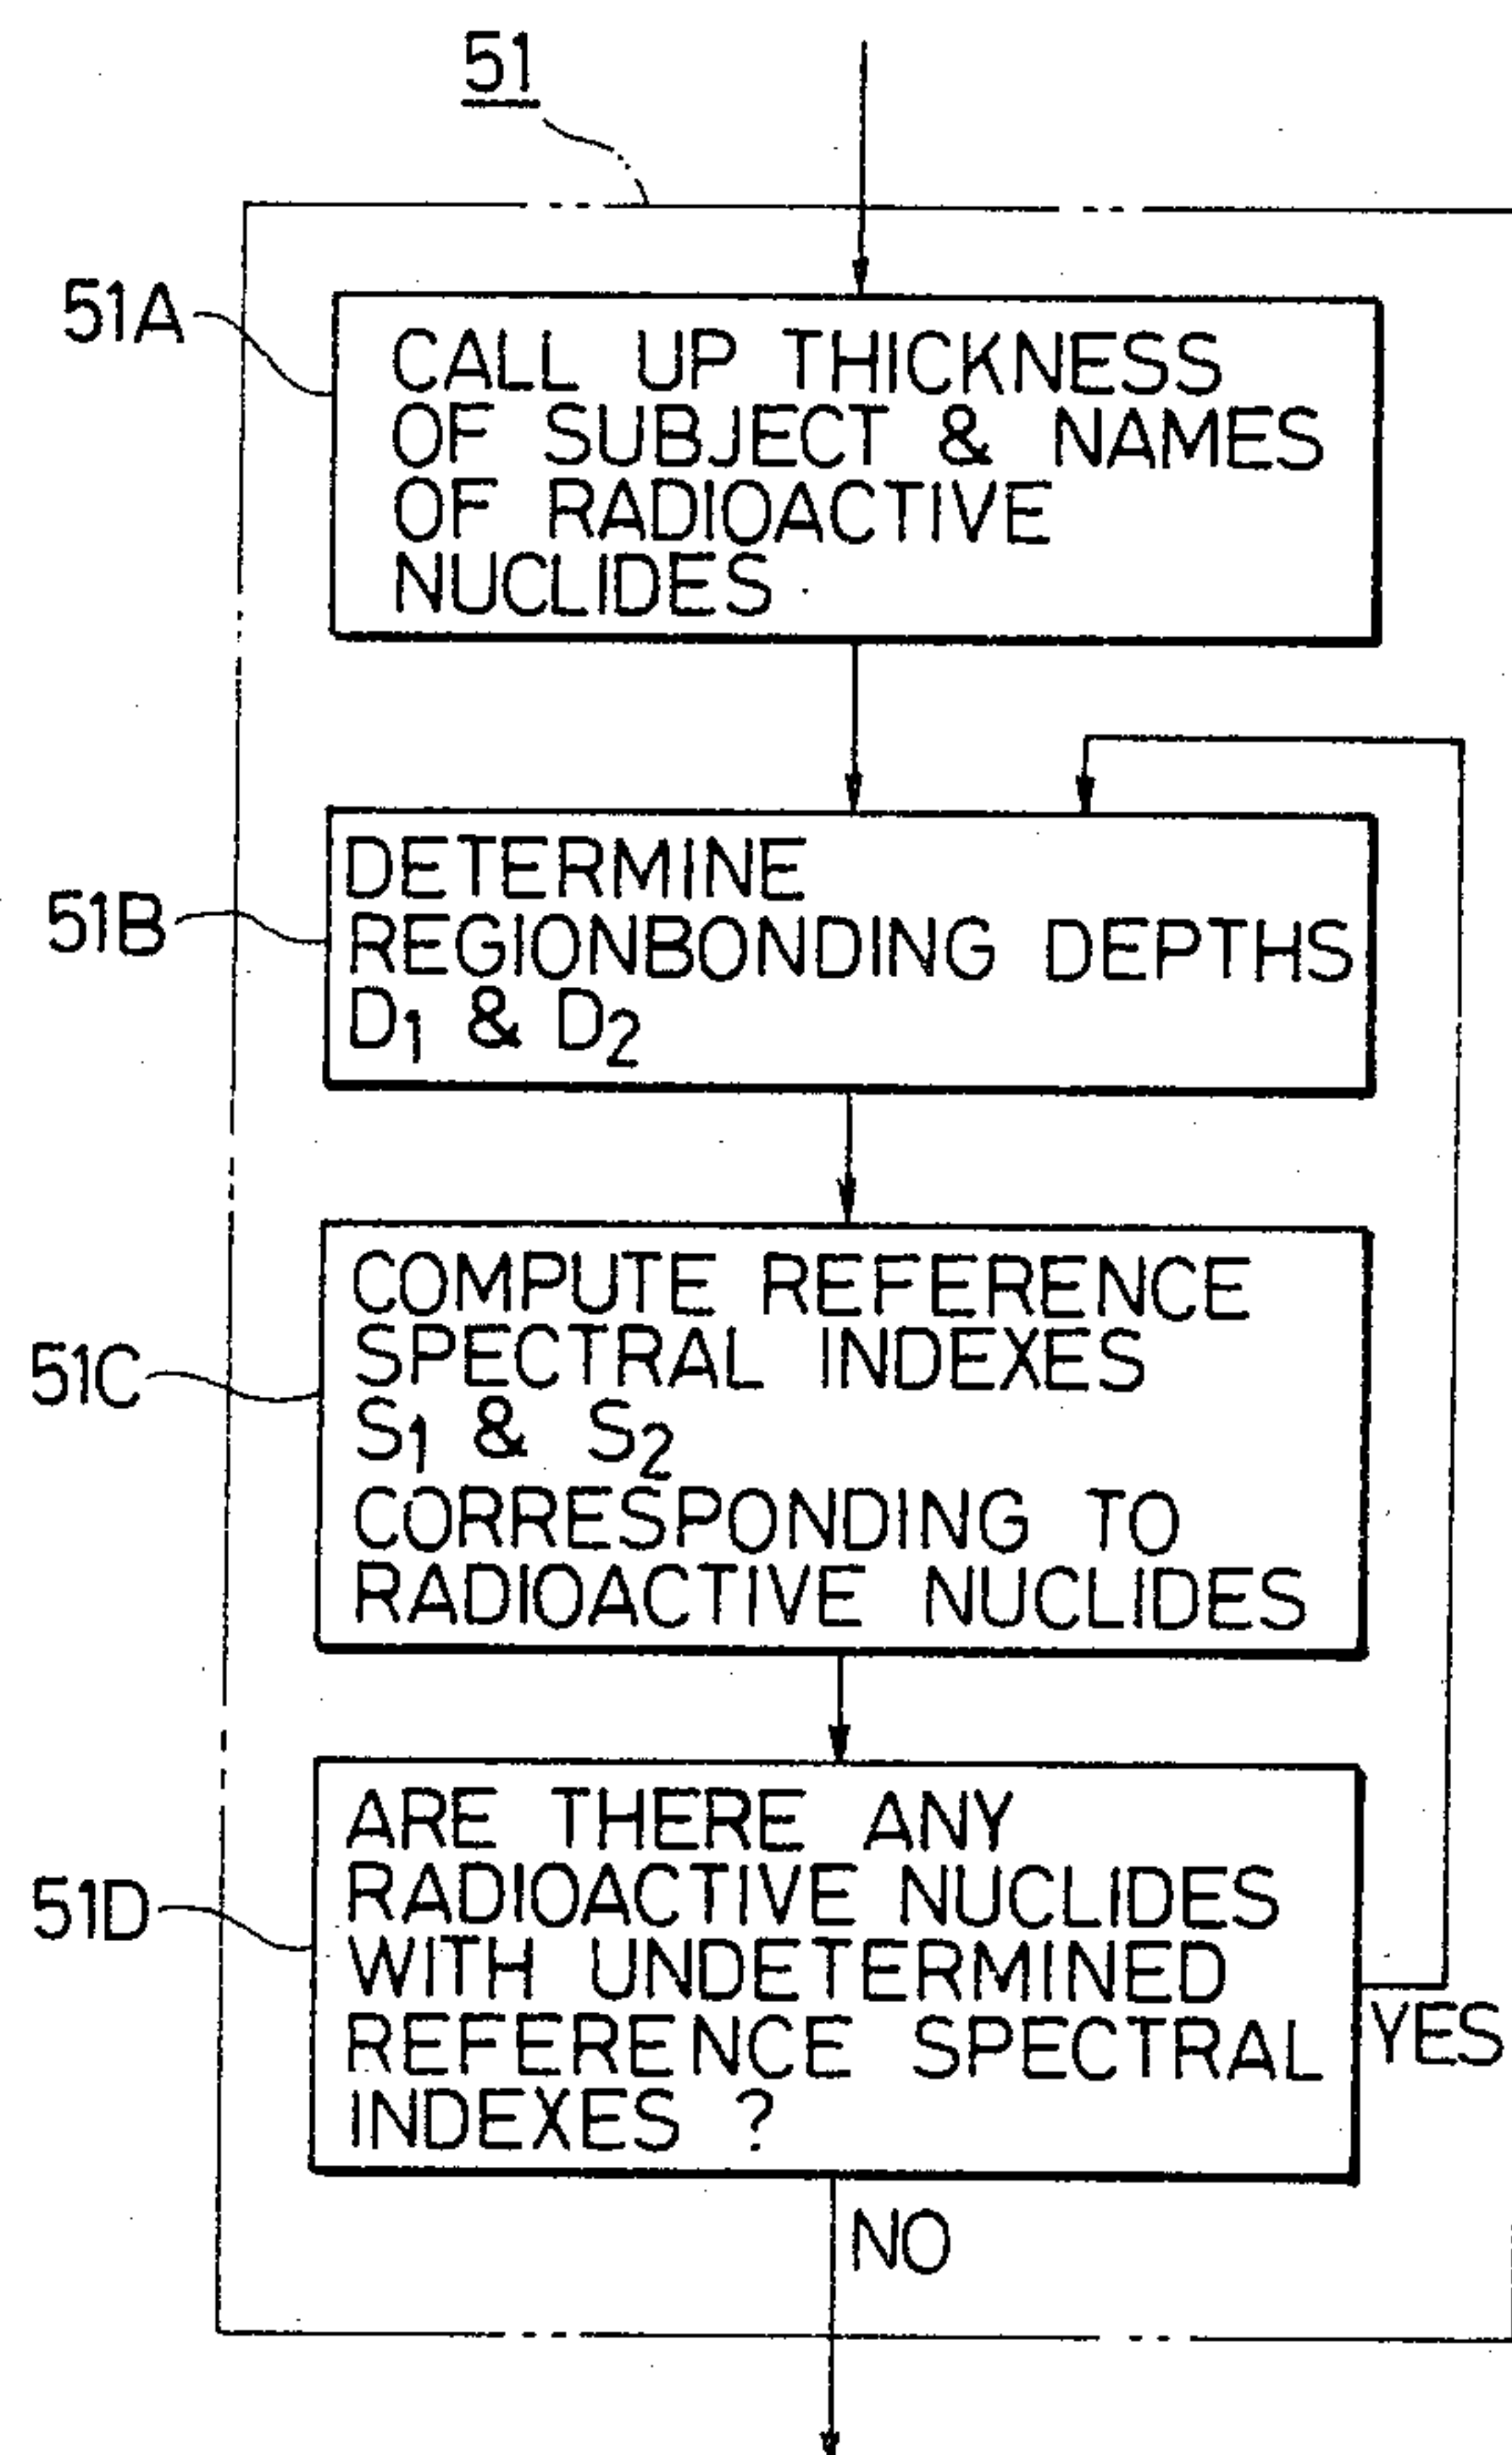 51
51A
CALL UP THICKNESS
OF SUBJECT & NAMES
OF RADIOACTIVE
NUCLIDES
51B
DETERMINE
REGIONBONDING DEPTHS
D1 & D2
51C
COMPUTE REFERENCE
SPECTRAL INDEXES
S1 & S2
CORRESPONDING TO
RADIOACTIVE NUCLIDES
51D
ARE THERE ANY
RADIOACTIVE NUCLIDES
WITH UNDETERMINED
REFERENCE SPECTRAL
INDEXES ?
YES
NO